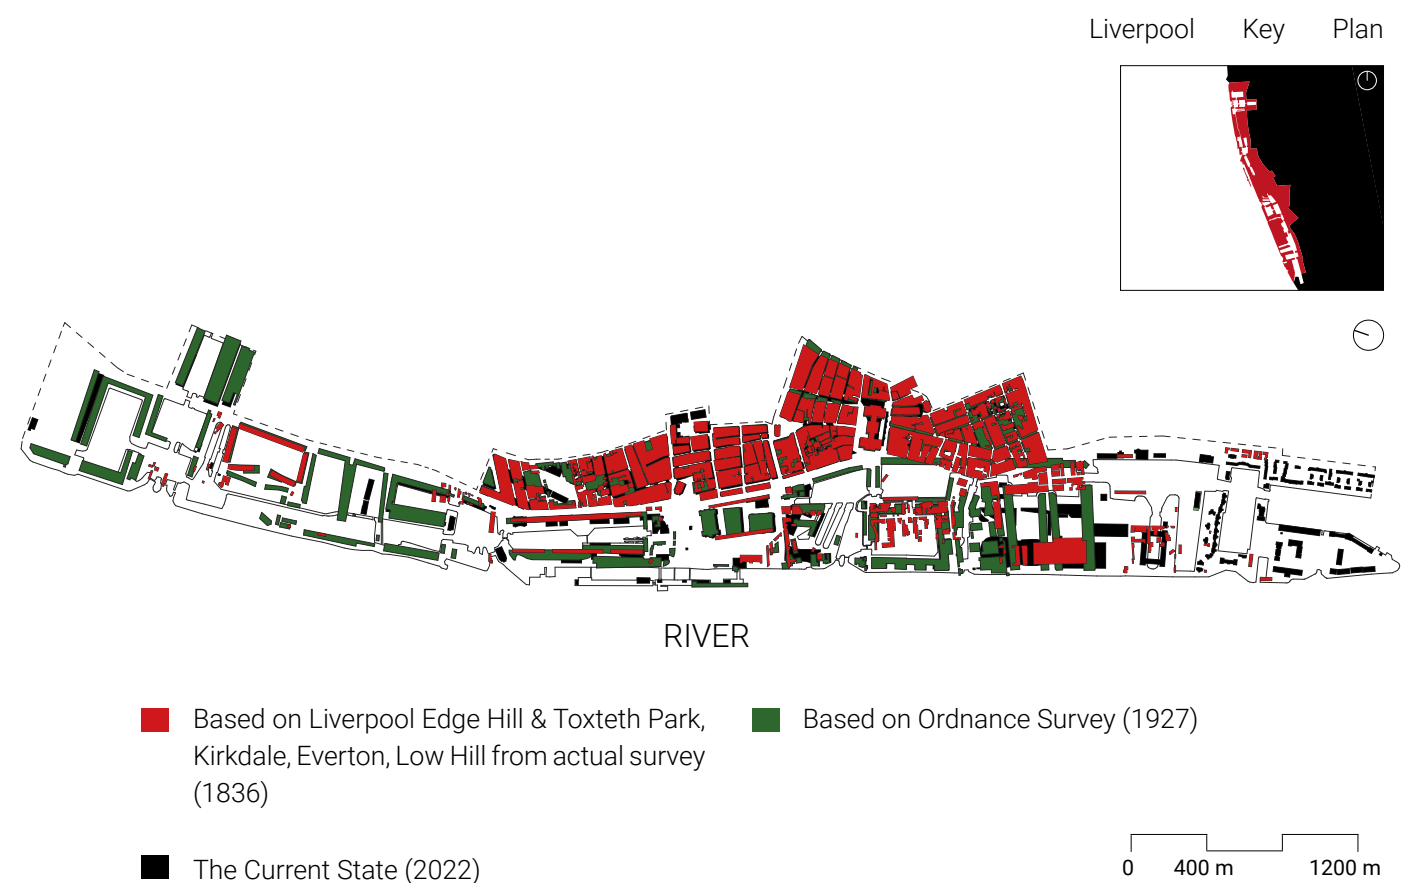 Liverpool Key Plan
RIVER
Based on Liverpool Edge Hill & Toxteth Park,
Kirkdale, Everton, Low Hill from actual survey
(1836)
Based on Ordnance Survey (1927)
The Current State (2022)
0 400 m 1200 m